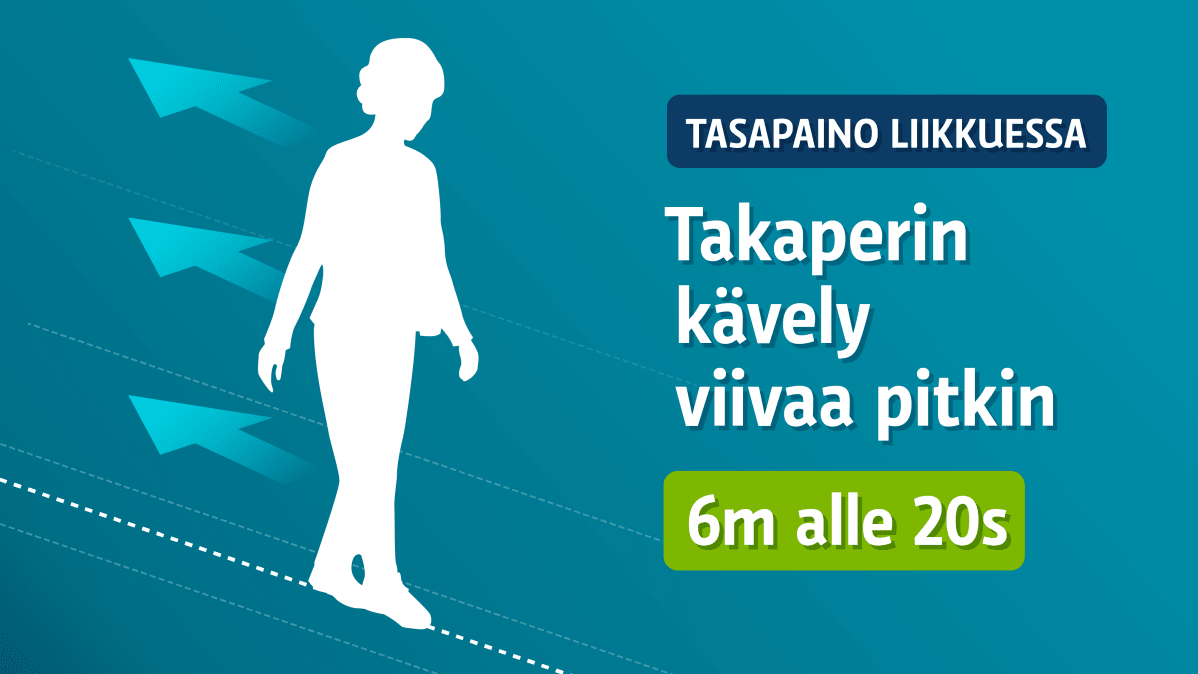 TASAPAINO LIIKKUESSA
Takaperin
kävely
viivaa pitkin
6m alle 20s